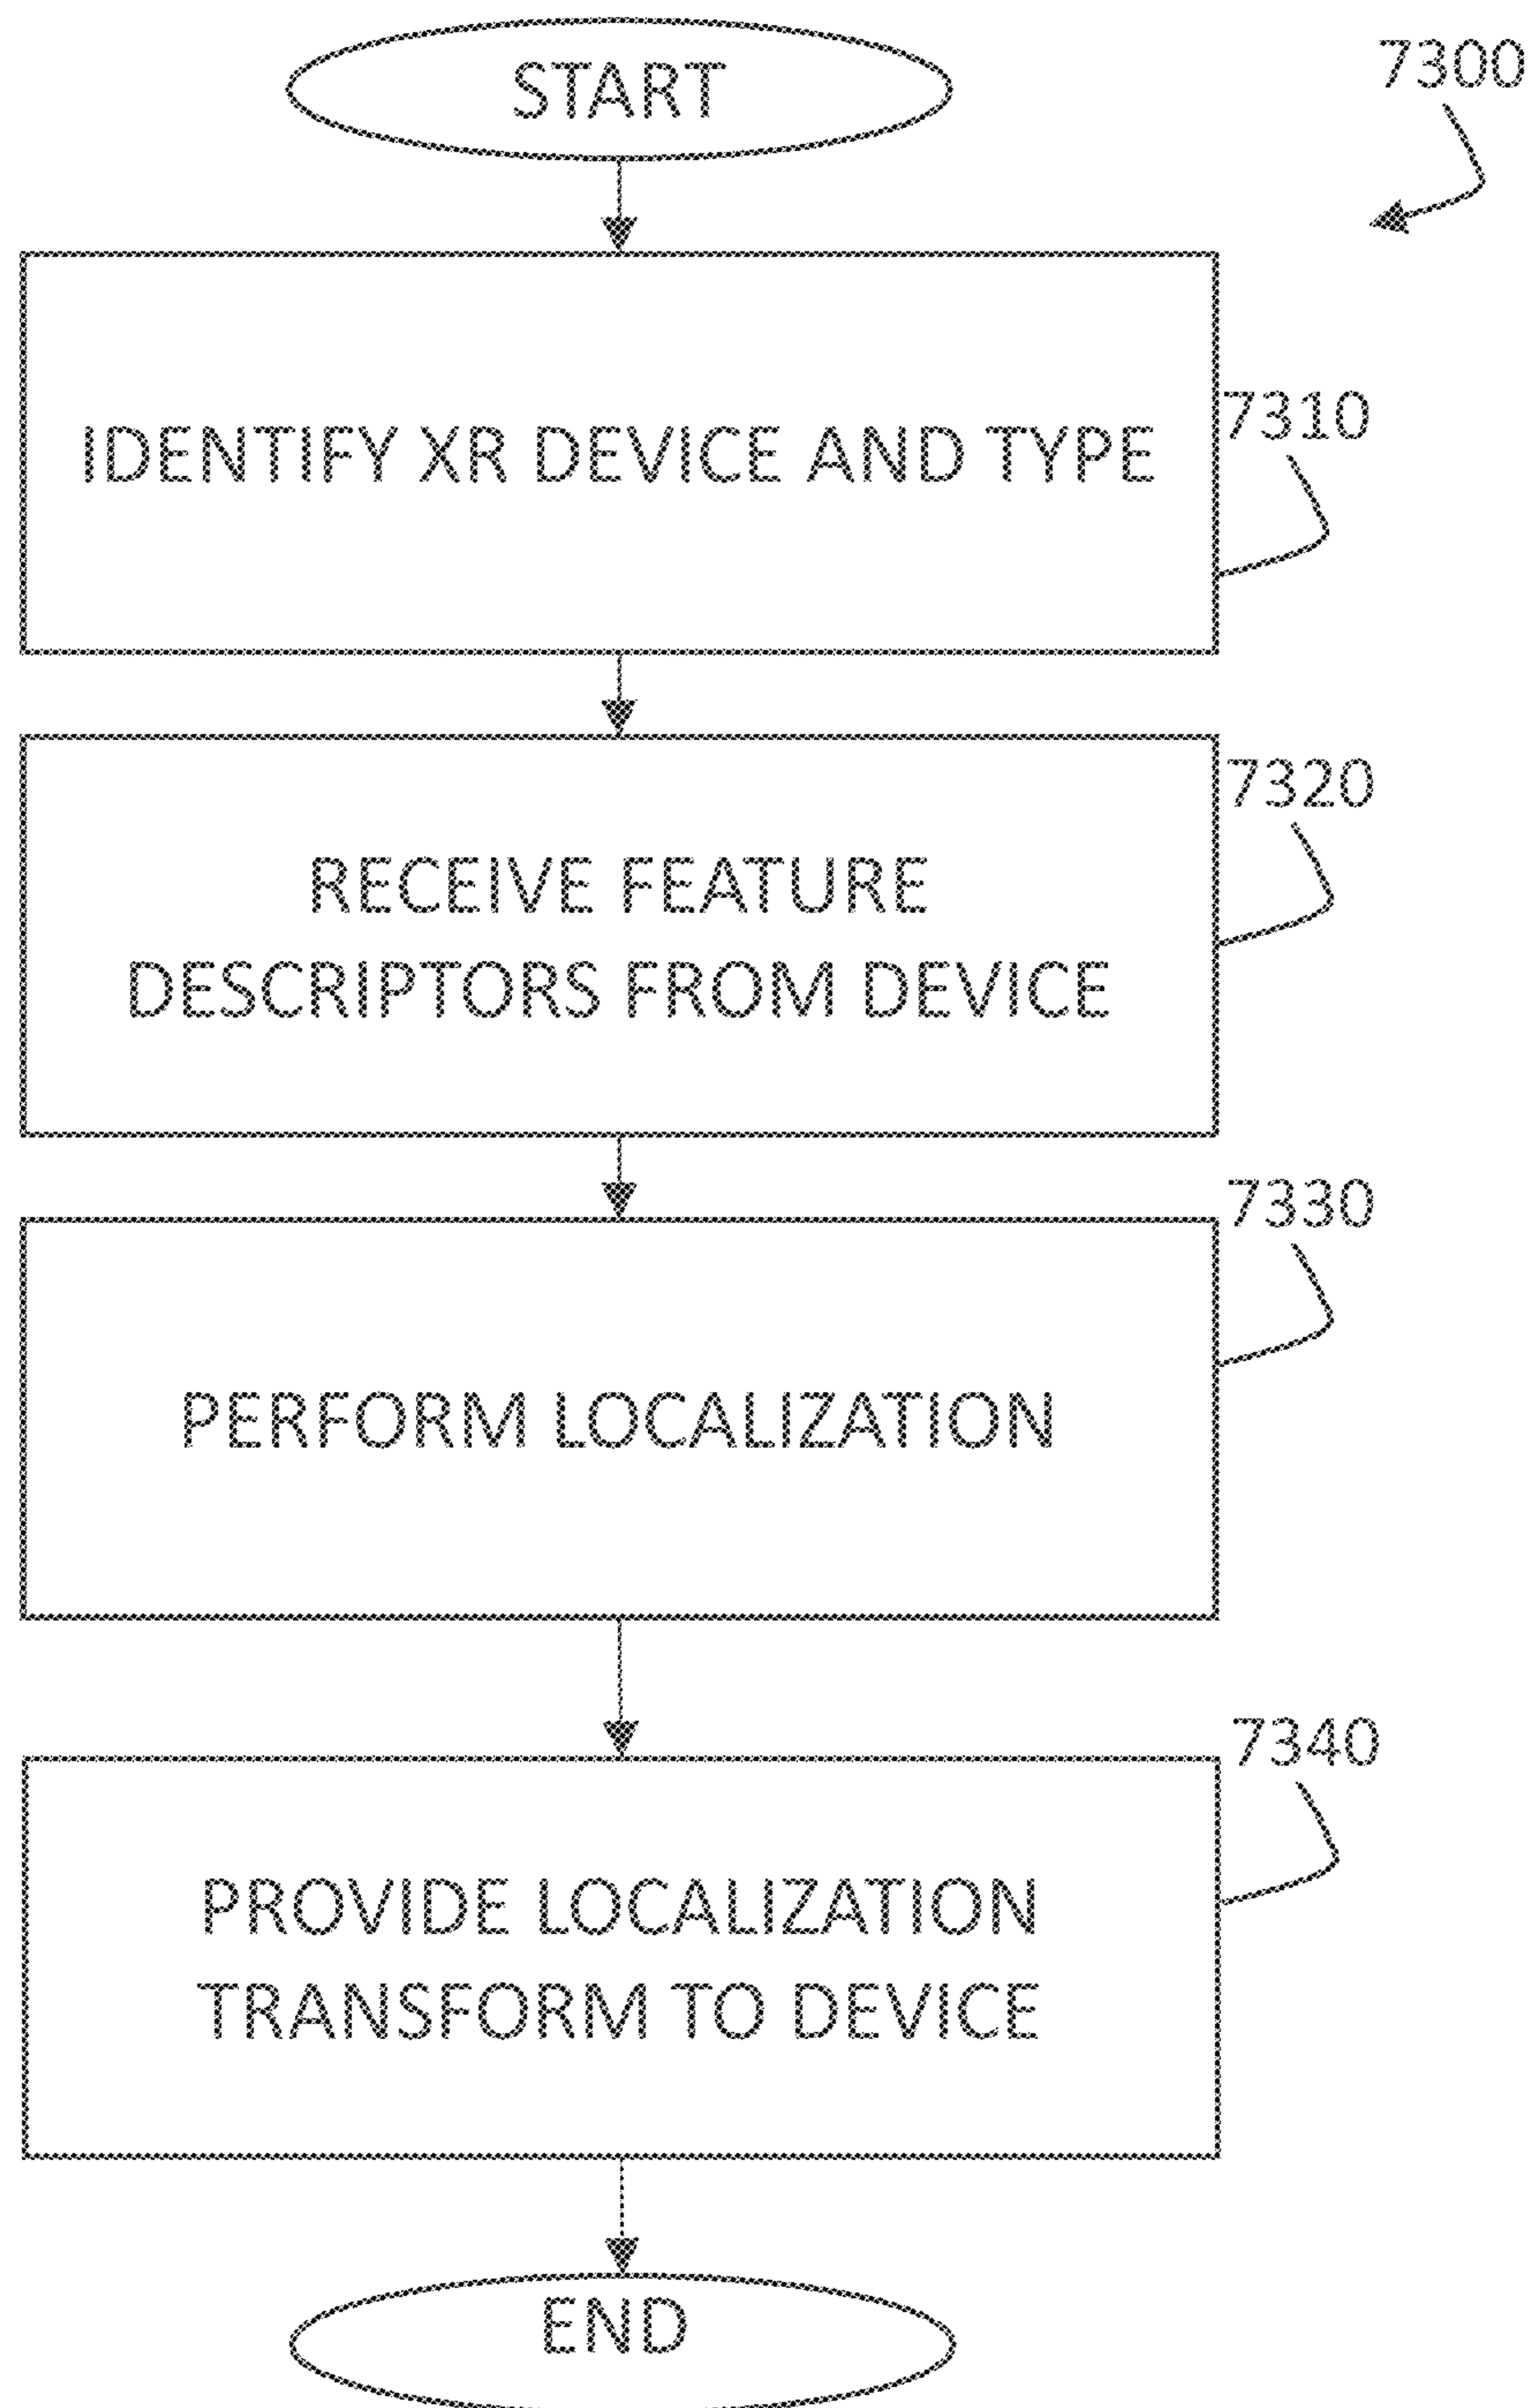 START
7300
IDENTIFY XR DEVICE AND TYPE
7310
RECEIVE FEATURE
DESCRIPTORS FROM DEVICE
7320
PERFORM LOCALIZATION
7330
PROVIDE LOCALIZATION
TRANSFORM TO DEVICE
7340
END